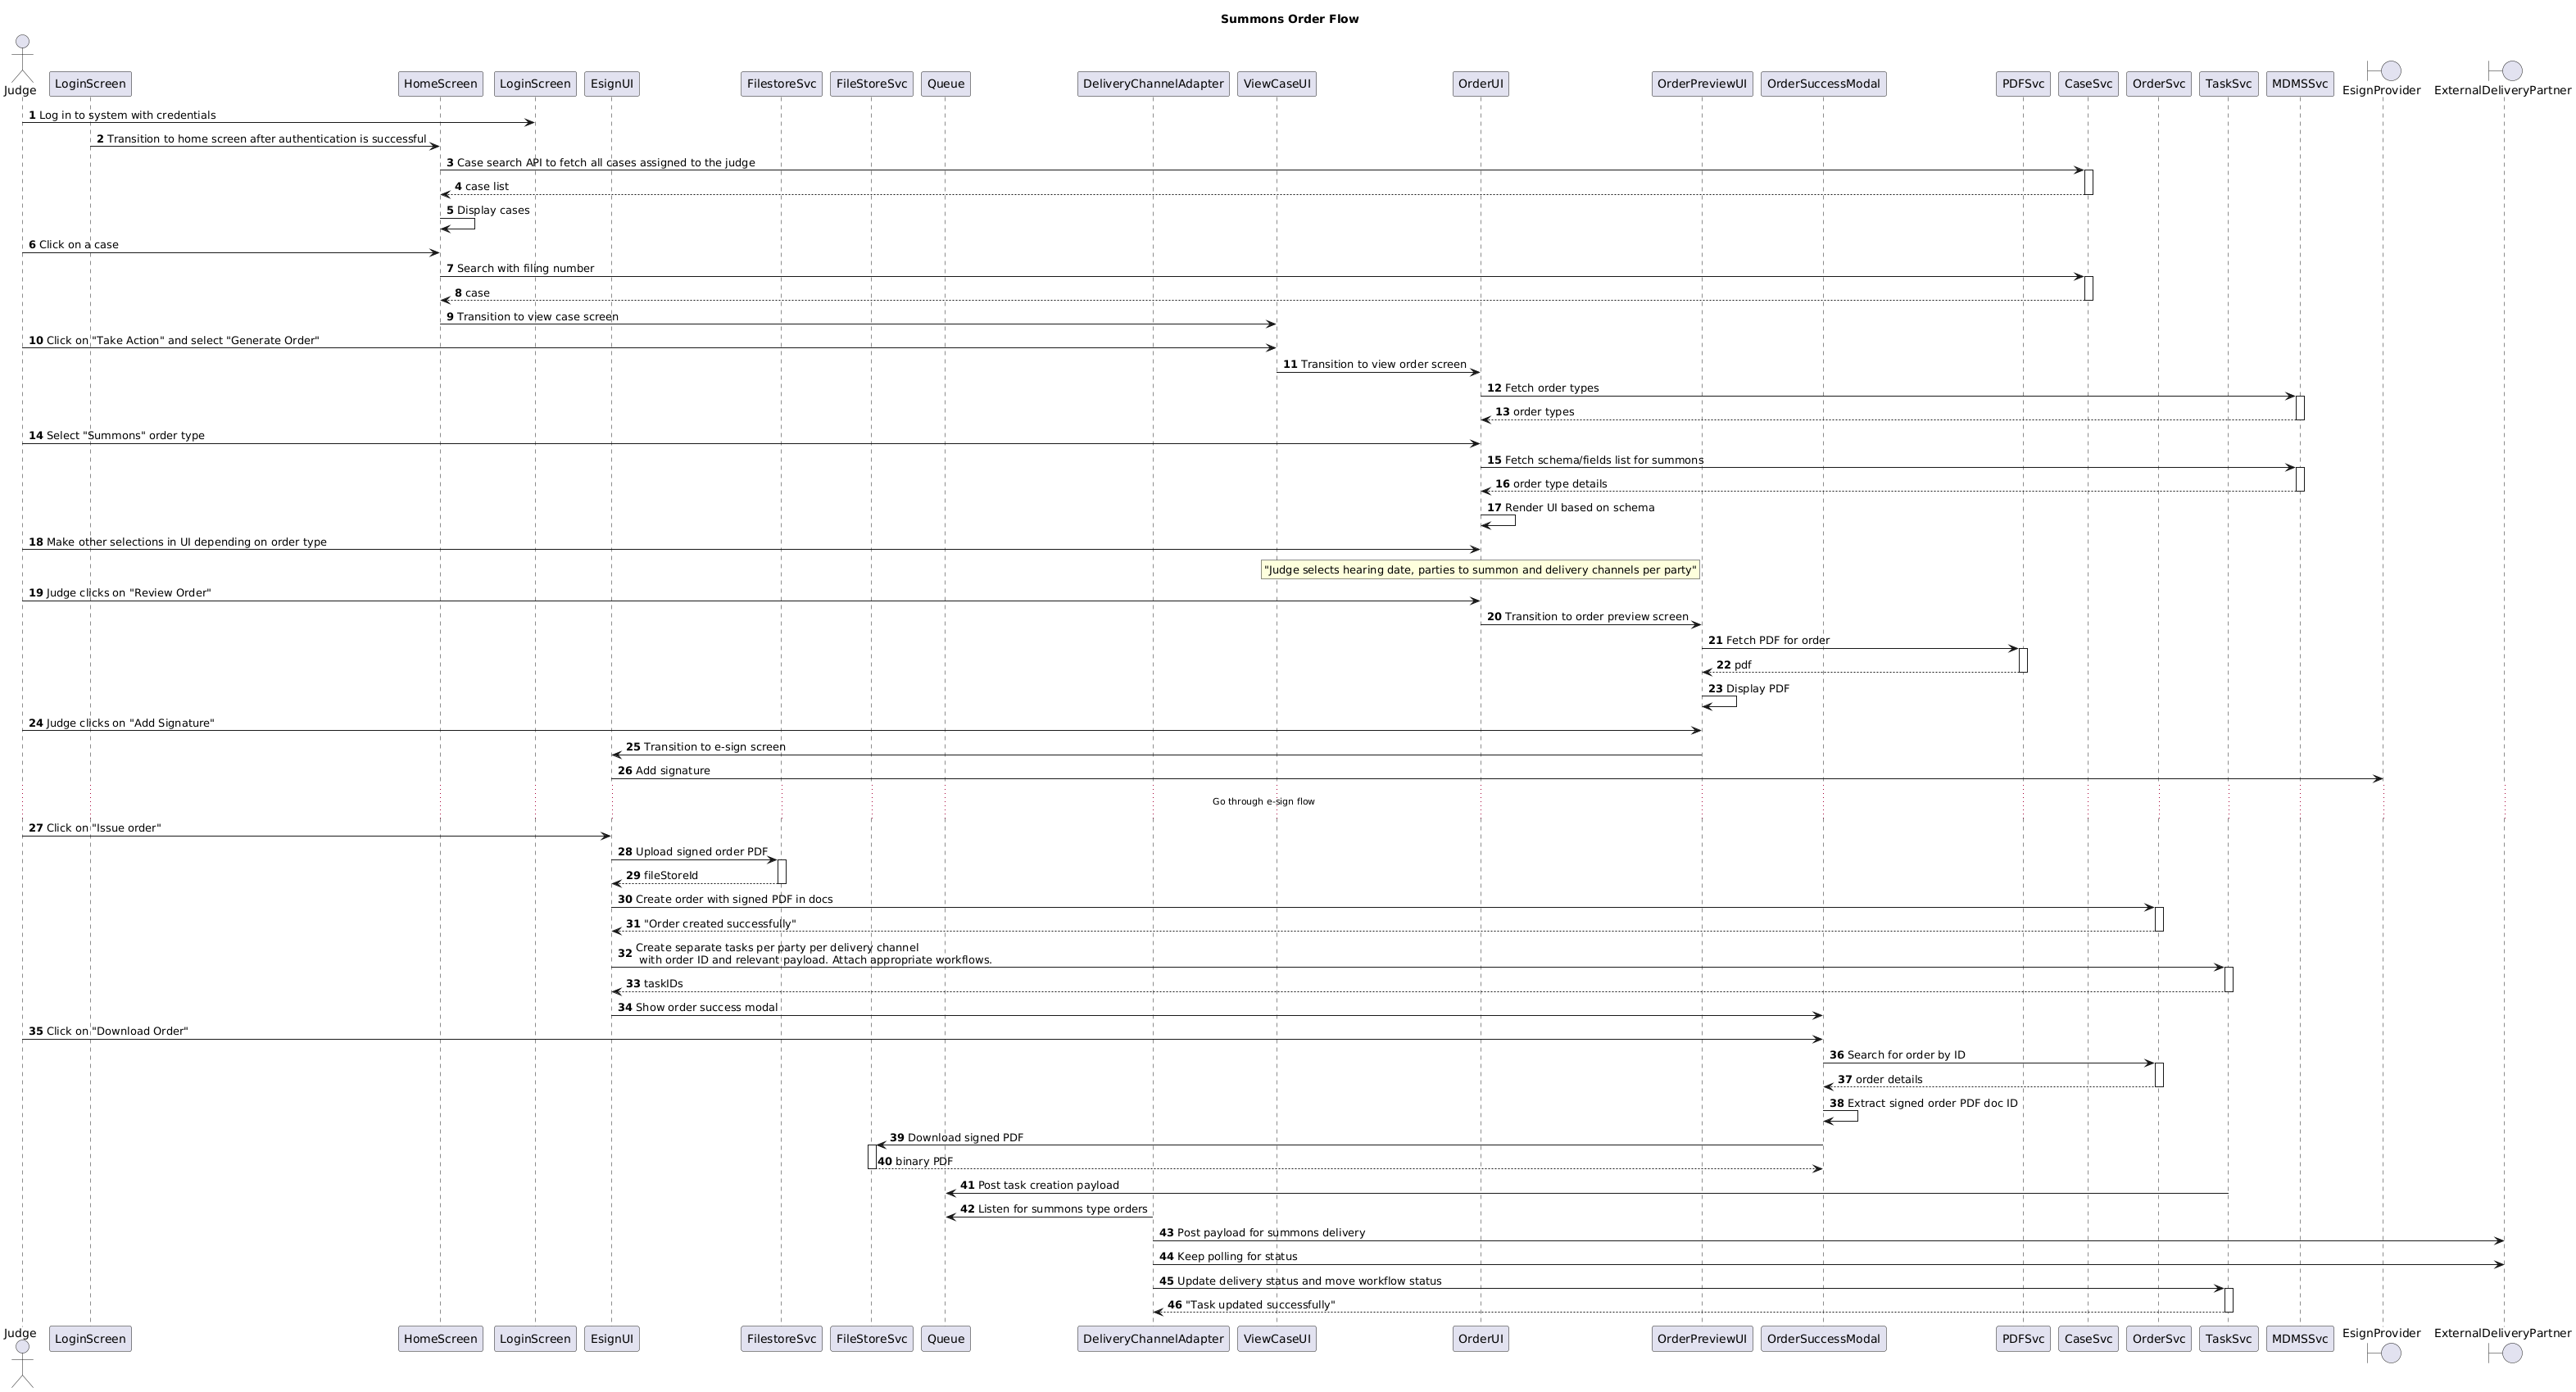 Summons Order Flow
Judge
LoginScreen
HomeScreen
LoginScreen
EsignUI
FilestoreSvc
FileStoreSvc
Queue
DeliveryChannelAdapter
ViewCaseUI
OrderUI
OrderPreviewUI
OrderSuccessModal
PDFSvc
CaseSvc
OrderSvc
TaskSvc
MDMSSvc
EsignProvider
ExternalDeliveryPartner
1 Log in to system with credentials
2 Transition to home screen after authentication is successful
3 Case search API to fetch all cases assigned to the judge
4 case list
5 Display cases
6 Click on a case
7 Search with filing number
8 case
9 Transition to view case screen
10 Click on "Take Action" and select "Generate Order"
11 Transition to view order screen
12 Fetch order types
13 order types
14 Select "Summons" order type
15 Fetch schema/fields list for summons
16 order type details
17 Render UI based on schema
18 Make other selections in UI depending on order type
"Judge selects hearing date, parties to summon and delivery channels per party"
19 Judge clicks on "Review Order"
20 Transition to order preview screen
21 Fetch PDF for order
22 pdf
23 Display PDF
24 Judge clicks on "Add Signature"
25 Transition to e-sign screen
26 Add signature
Go through e-sign flow
27 Click on "Issue order"
28 Upload signed order PDF
29 fileStoreId
30 Create order with signed PDF in docs
31 "Order created successfully"
32 Create separate tasks per party per delivery channel
with order ID and relevant payload. Attach appropriate workflows.
33 taskIDs
34 Show order success modal
35 Click on "Download Order"
36 Search for order by ID
37 order details
38 Extract signed order PDF doc ID
39 Download signed PDF
40 binary PDF
41 Post task creation payload
42 Listen for summons type orders
43 Post payload for summons delivery
44 Keep polling for status
45 Update delivery status and move workflow status
46 "Task updated successfully"
Judge
LoginScreen
HomeScreen
LoginScreen
EsignUI
FilestoreSvc
FileStoreSvc
Queue
DeliveryChannelAdapter
ViewCaseUI
OrderUI
OrderPreviewUI
OrderSuccessModal
PDFSvc
CaseSvc
OrderSvc
TaskSvc
MDMSSvc
EsignProvider
ExternalDeliveryPartner